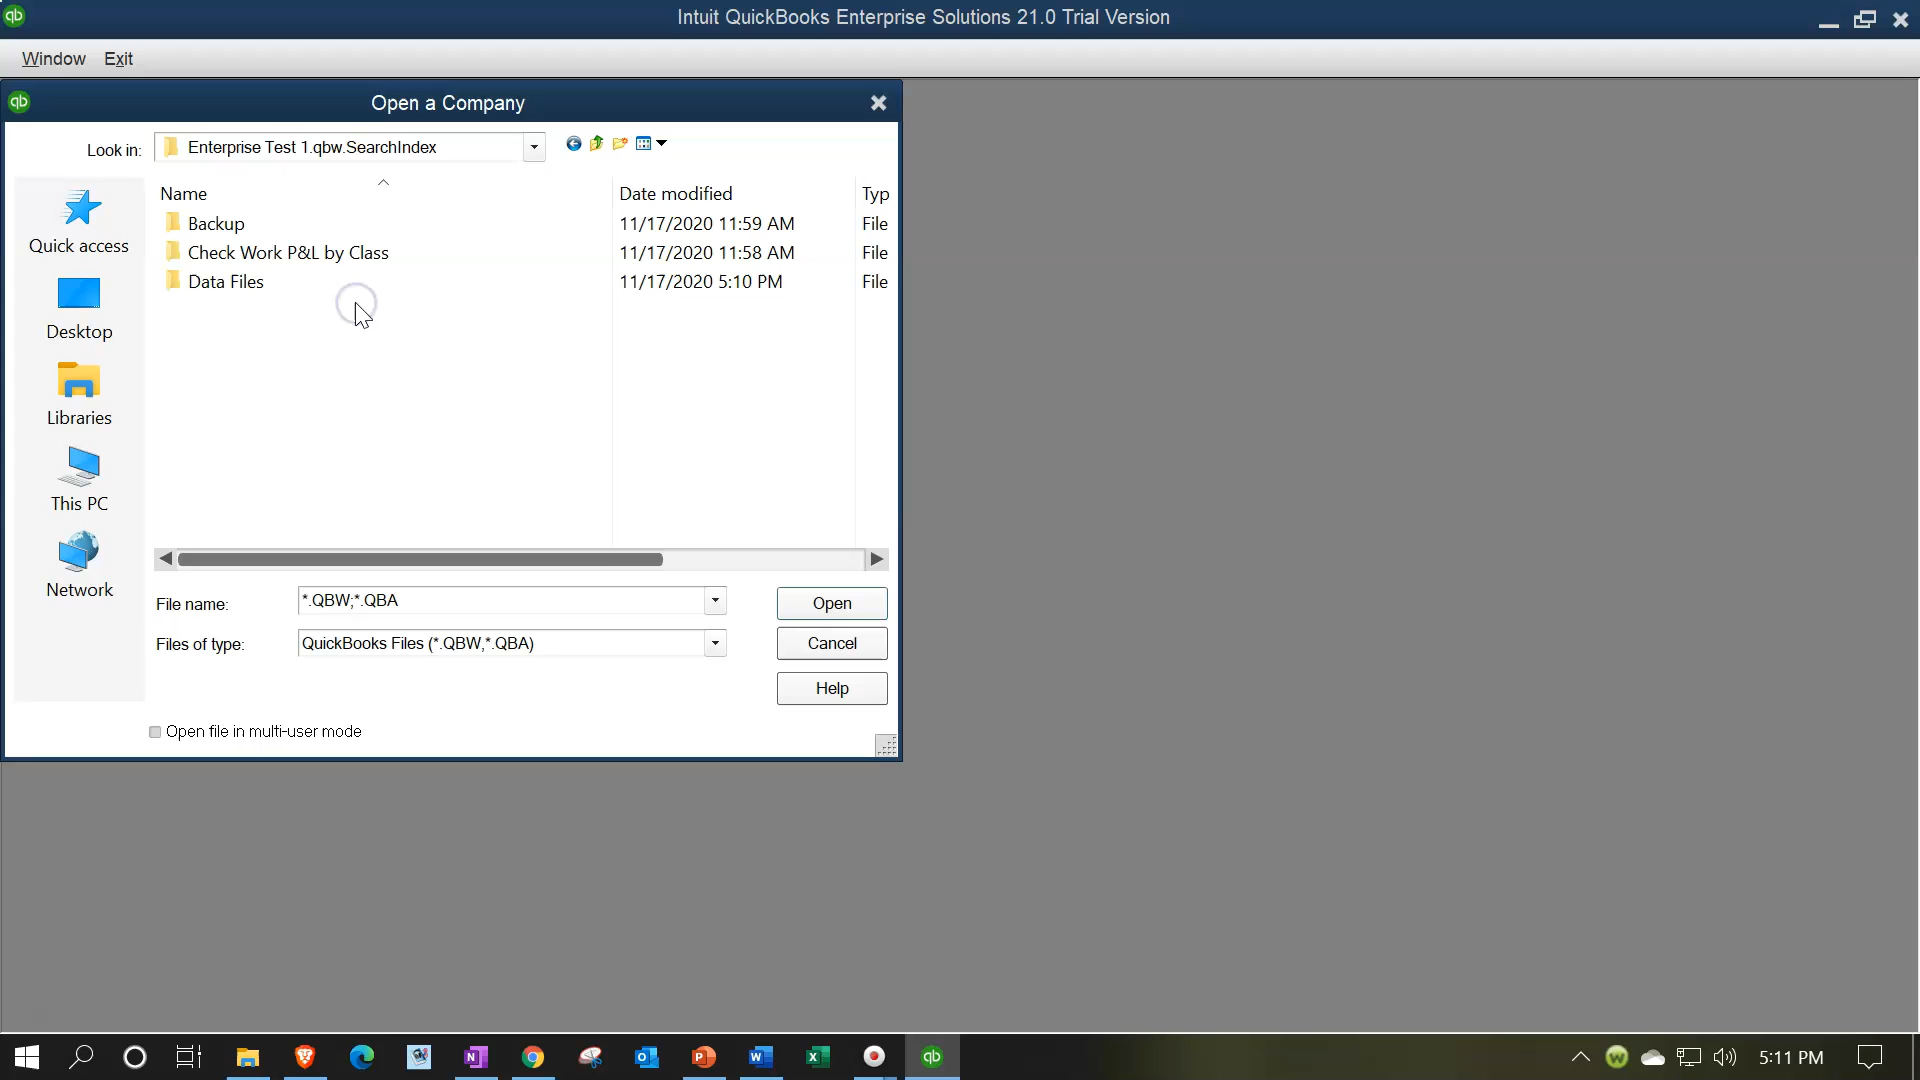 qb
Intuit QuickBooks Enterprise Solutions 21.0 Trial Version
Window Exit
qb
Open a Company
Look in:
Enterprise Test 1.qbw.SearchIndex
Name
Date modified
Typ
Backup
11/17/2020 11:59 AM
File
Check Work P&L by Class
11/17/2020 11:58 AM
File
Data Files
11/17/2020 5:10 PM
File
Quick access
Desktop
Libraries
This PC
Network
File name:
*.QBW;*.QBA
Open
Files of type:
QuickBooks Files (*.QBW,*.QBA)
Cancel
Help
Open file in multi-user mode
N
O
P
W
X
qb
W
5:11 PM